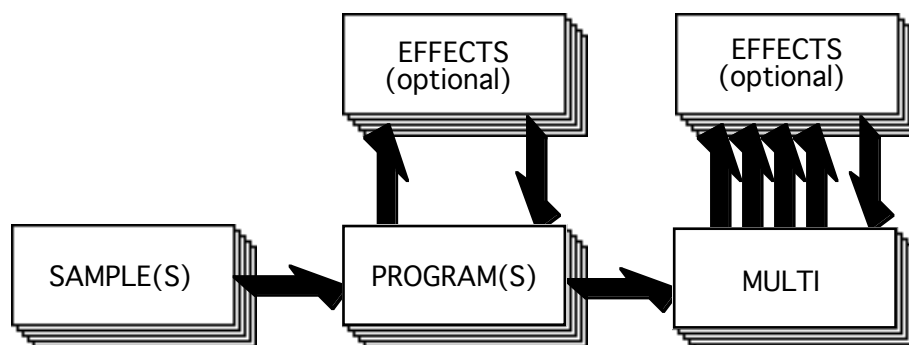 EFFECTS
(optional)
EFFECTS
(optional)
SAMPLE(S)
PROGRAM(S)
MULTI